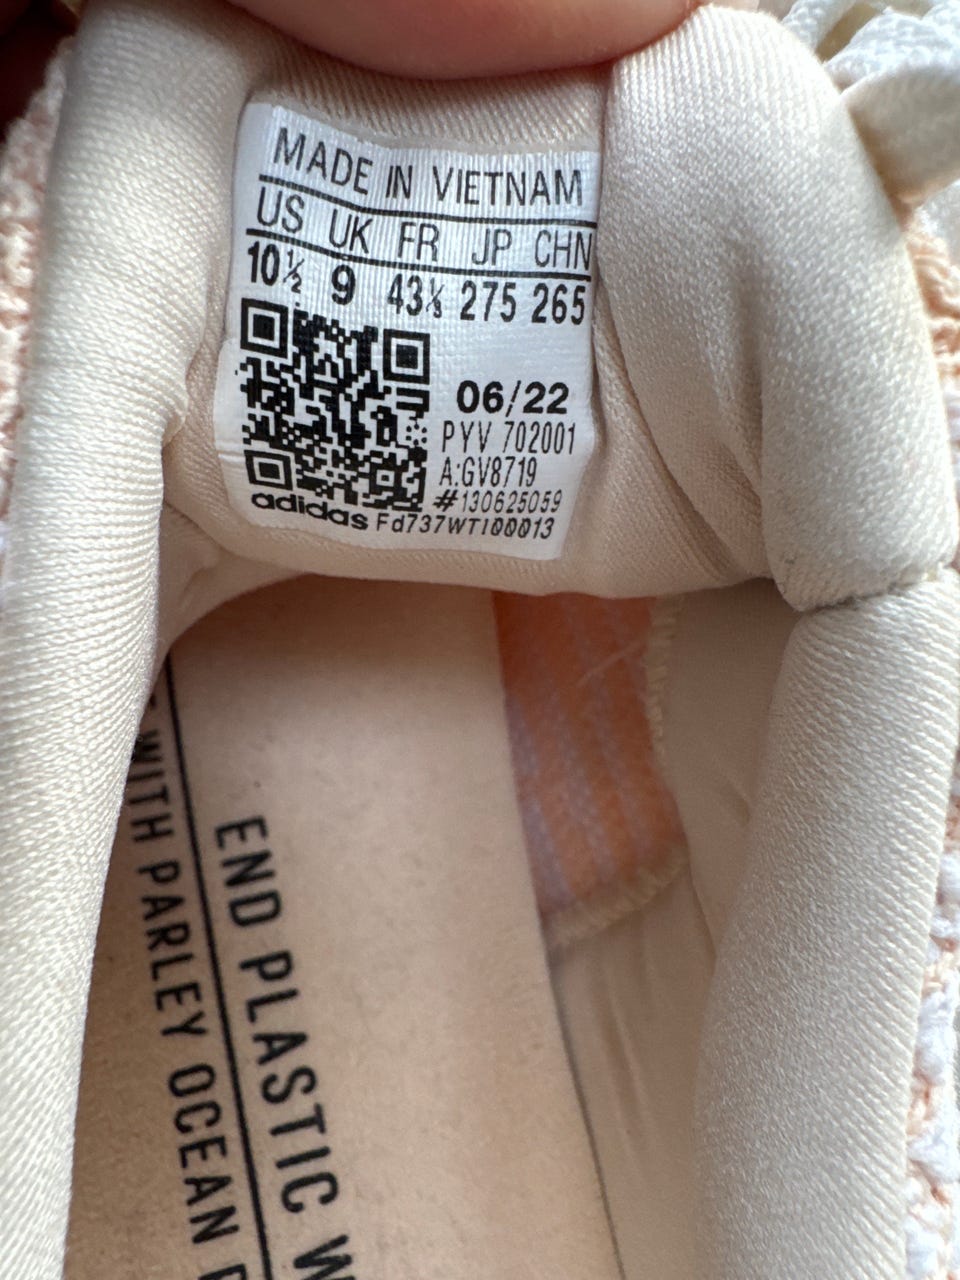 MADE IN VIETNAM
US UK FR JP CHN
10½ 9 43⅓ 275 265
06/22
PYV 702001
A:GV8719
#130625059
adidas Fd737WTI00013
END PLASTIC
WITH PARLEY OCEAN